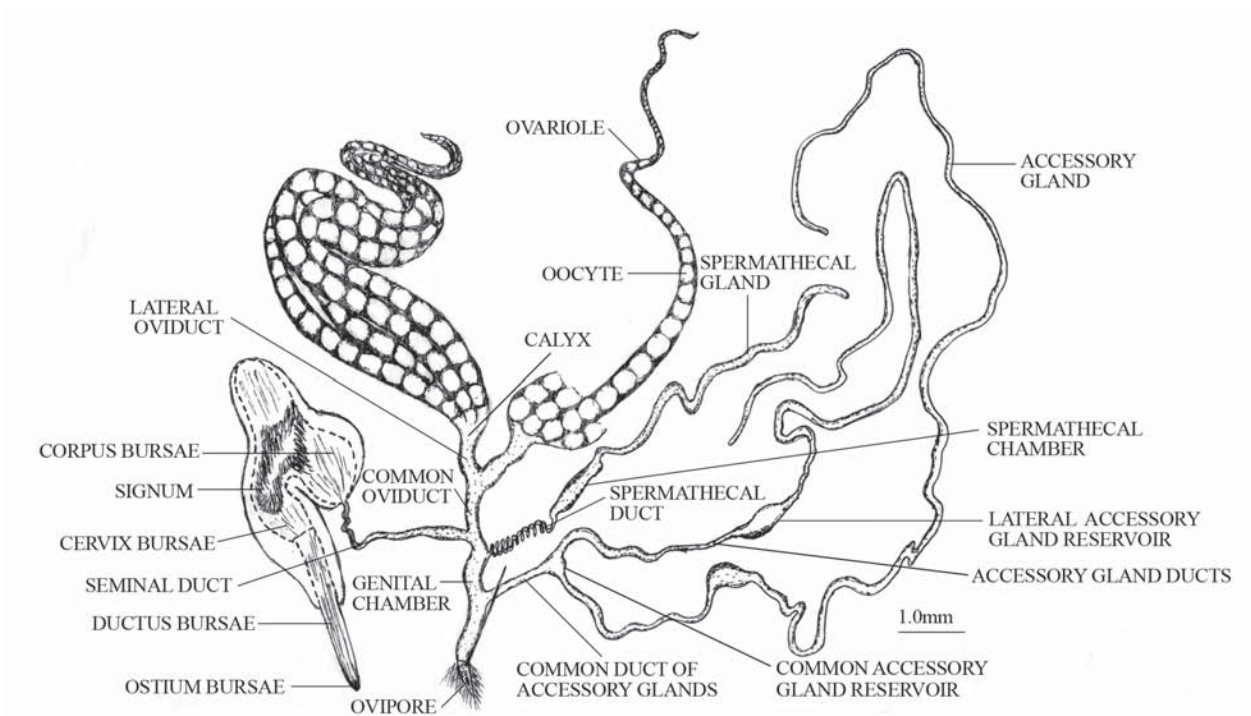 OVARIOLE
ACCESSORY
GLAND
OOCYTE
SPERMATHECAL
GLAND
LATERAL
OVIDUCT
CALYX
CORPUS BURSAE
SIGNUM
CERVIX BURSAE
SEMINAL DUCT
DUCTUS BURSAE
OSTIUM BURSAE
COMMON
OVIDUCT
GENITAL
CHAMBER
OVIPORE
SPERMATHECAL
DUCT
SPERMATHECAL
CHAMBER
LATERAL ACCESSORY
GLAND RESERVOIR
ACCESSORY GLAND DUCTS
1.0mm
COMMON DUCT OF
ACCESSORY GLANDS
COMMON ACCESSORY
GLAND RESERVOIR